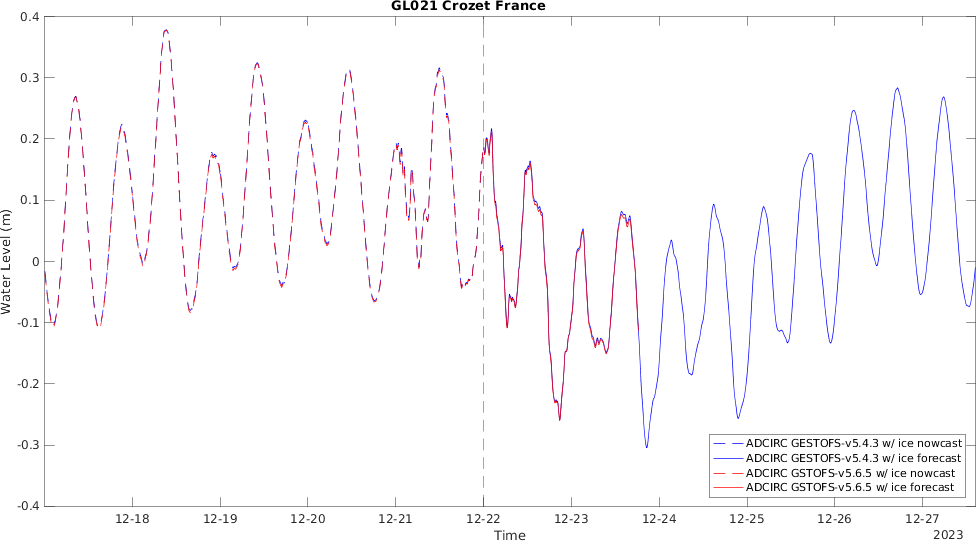 GL021 Crozet France
0.4
0.3
0.2
0.1
0
-0.1
-0.2
-0.3
-0.4
Water Level (m)
12-18
12-19
12-20
12-21
12-22
12-23
12-24
12-25
12-26
12-27
Time
2023
ADCIRC GESTOFS-v5.4.3 w/ ice nowcast
ADCIRC GESTOFS-v5.4.3 w/ ice forecast
ADCIRC GSTOFS-v5.6.5 w/ ice nowcast
ADCIRC GSTOFS-v5.6.5 w/ ice forecast